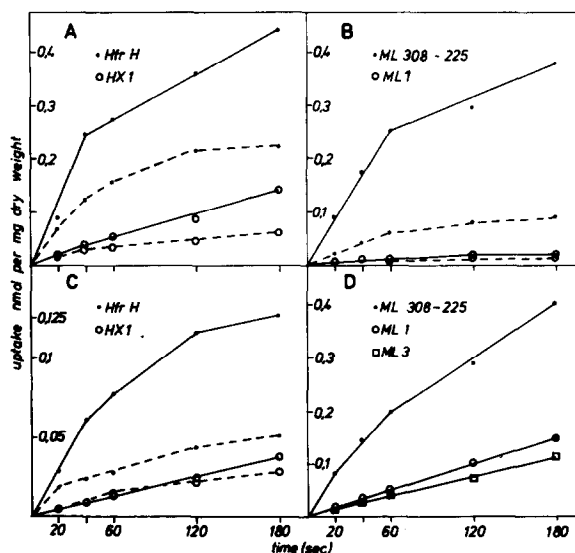 A
• Hfr H
○ HX1
0,4
0,3
0,2
0,1
B
• ML 308-225
○ ML1
0,4
0,3
0,2
0,1
C
• Hfr H
○ HX1
0,125
0,1
0,05
20
60
120
180
D
• ML 308-225
○ ML 1
□ ML 3
0,4
0,3
0,2
0,1
20
60
120
180
uptake nmol per mg dry weight
time (sec)